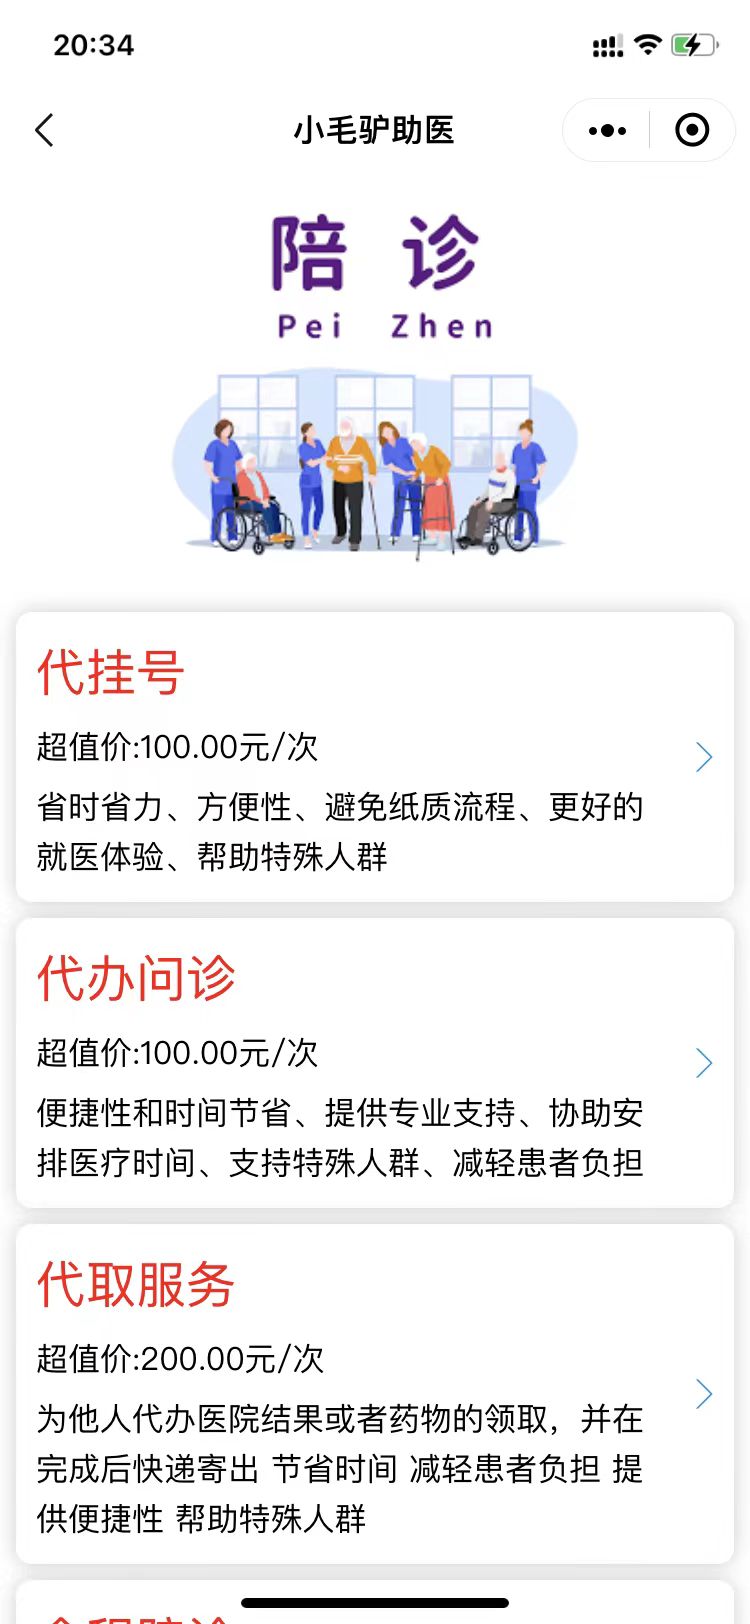 20:34
小毛驴助医
陪 诊
Pei Zhen
代挂号
超值价:100.00元/次
省时省力、方便性、避免纸质流程、更好的
就医体验、帮助特殊人群
代办问诊
超值价:100.00元/次
便捷性和时间节省、提供专业支持、协助安
排医疗时间、支持特殊人群、减轻患者负担
代取服务
超值价:200.00元/次
为他人代办医院结果或者药物的领取，并在
完成后快递寄出 节省时间 减轻患者负担 提
供便捷性 帮助特殊人群